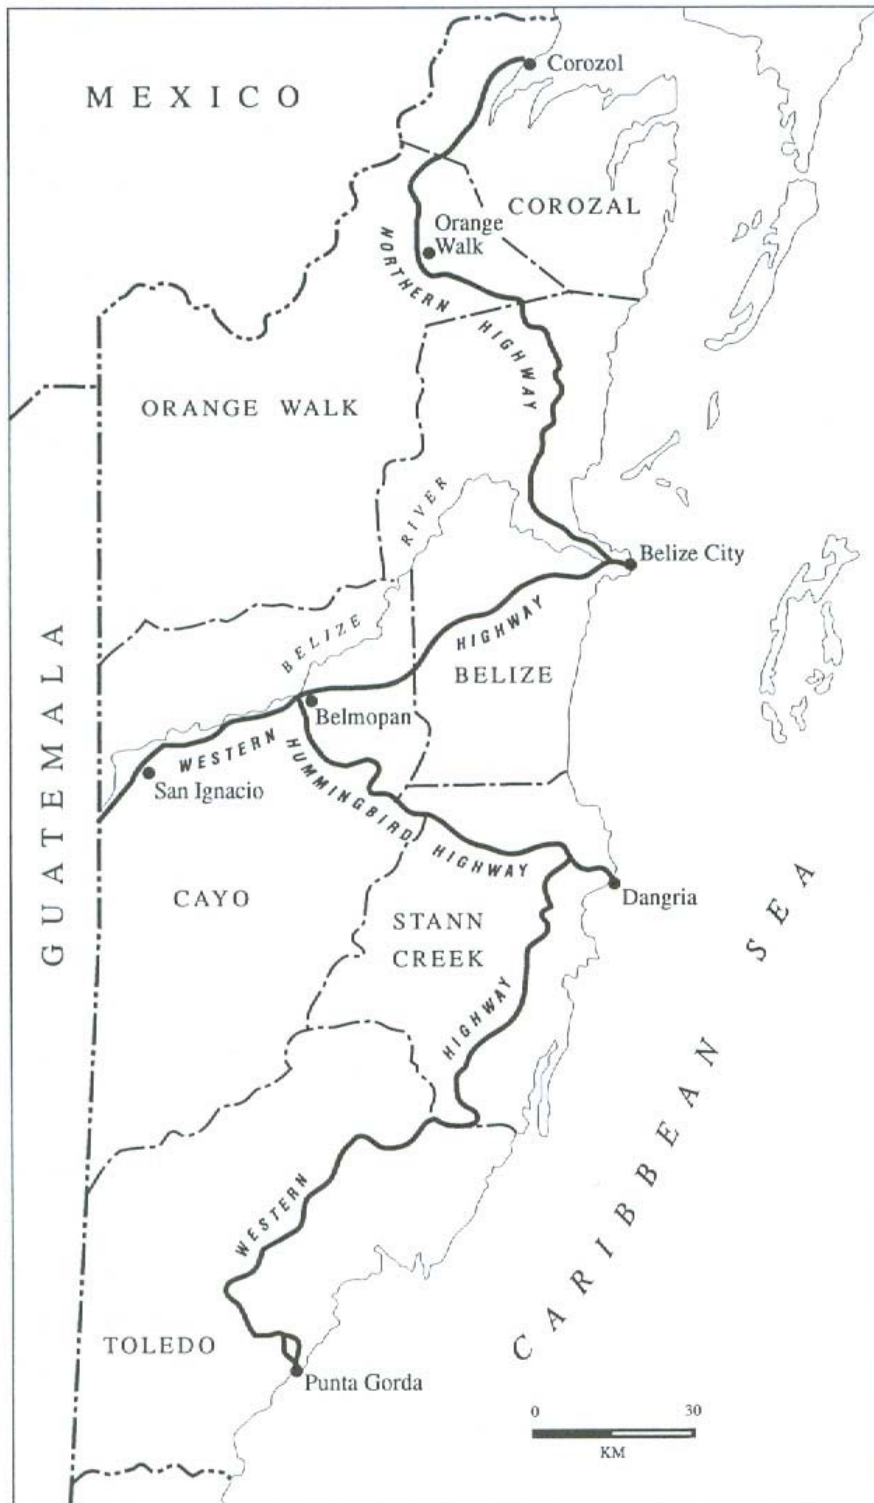 MEXICO
Corozol
COROZAL
Orange
Walk
NORTHERN HIGHWAY
ORANGE WALK
BELIZE RIVER
Belize City
WESTERN HIGHWAY
BELIZE
Belmopan
San Ignacio
HUMMINGBIRD HIGHWAY
GUATEMALA
CAYO
Dangria
STANN
CREEK
CARIBBEAN SEA
WESTERN HIGHWAY
TOLEDO
Punta Gorda
0 30
KM